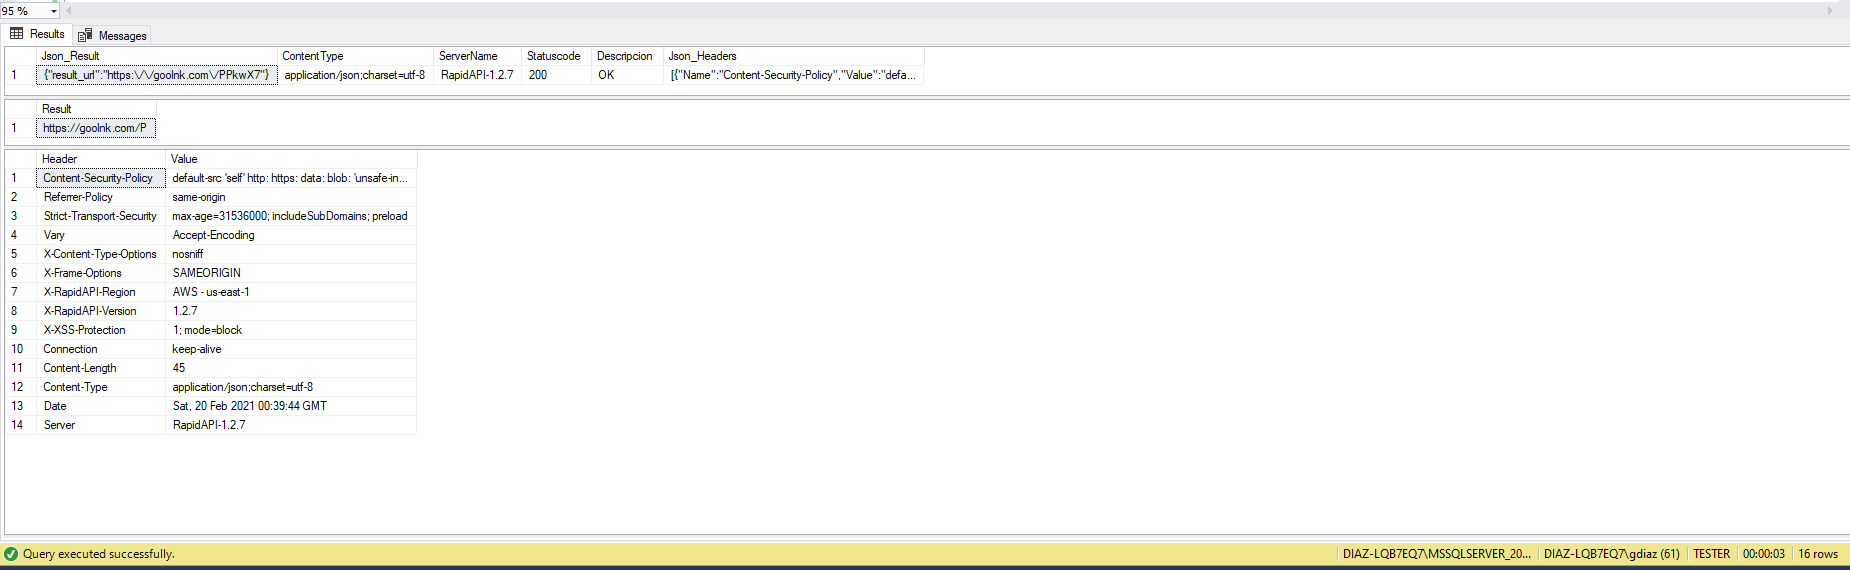 95 %
Results Messages
Json_Result ContentType ServerName Statuscode Descripcion Json_Headers
1 {"result_url":"https:\/\/goolnk.com\/PPkwX7"} application/json;charset=utf-8 RapidAPI-1.2.7 200 OK [{"Name":"Content-Security-Policy","Value":"defa...
Result
1 https://goolnk.com/P
Header Value
1 Content-Security-Policy default-src 'self' http: https: data: blob: 'unsafe-in...
2 Referrer-Policy same-origin
3 Strict-Transport-Security max-age=31536000; includeSubDomains; preload
4 Vary Accept-Encoding
5 X-Content-Type-Options nosniff
6 X-Frame-Options SAMEORIGIN
7 X-RapidAPI-Region AWS - us-east-1
8 X-RapidAPI-Version 1.2.7
9 X-XSS-Protection 1; mode=block
10 Connection keep-alive
11 Content-Length 45
12 Content-Type application/json;charset=utf-8
13 Date Sat, 20 Feb 2021 00:39:44 GMT
14 Server RapidAPI-1.2.7
Query executed successfully. DIAZ-LQB7EQ7\MSSQLSERVER_20... DIAZ-LQB7EQ7\gdiaz (61) TESTER 00:00:03 16 rows